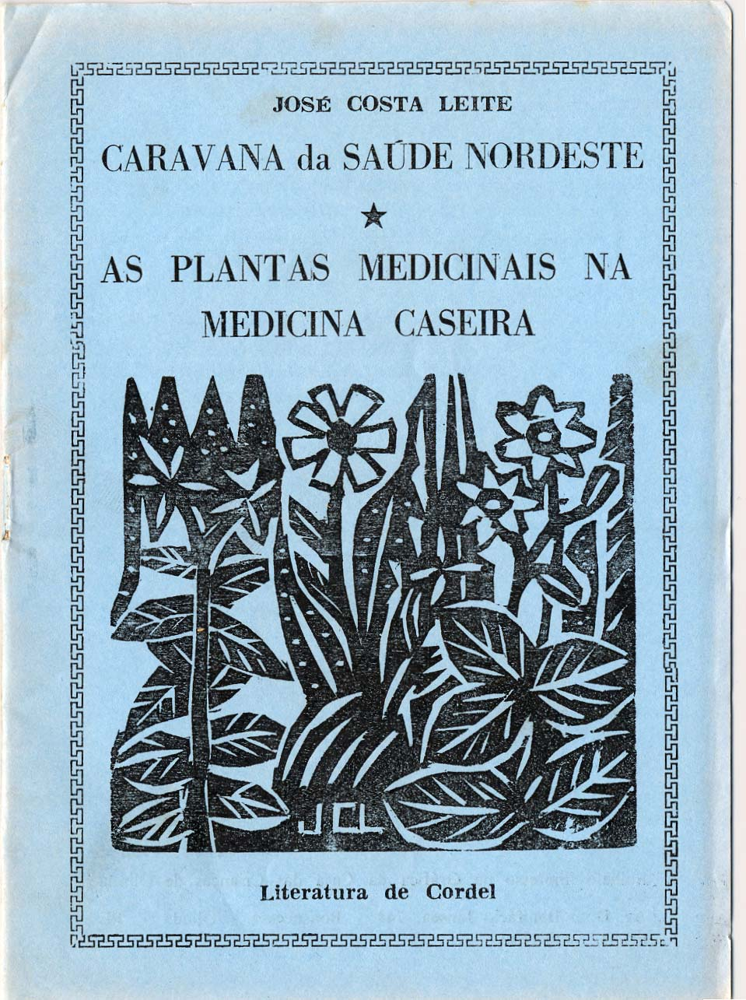 JOSÉ COSTA LEITE
CARAVANA da SAÚDE NORDESTE
AS PLANTAS MEDICINAIS NA
MEDICINA CASEIRA
JCL
Literatura de Cordel